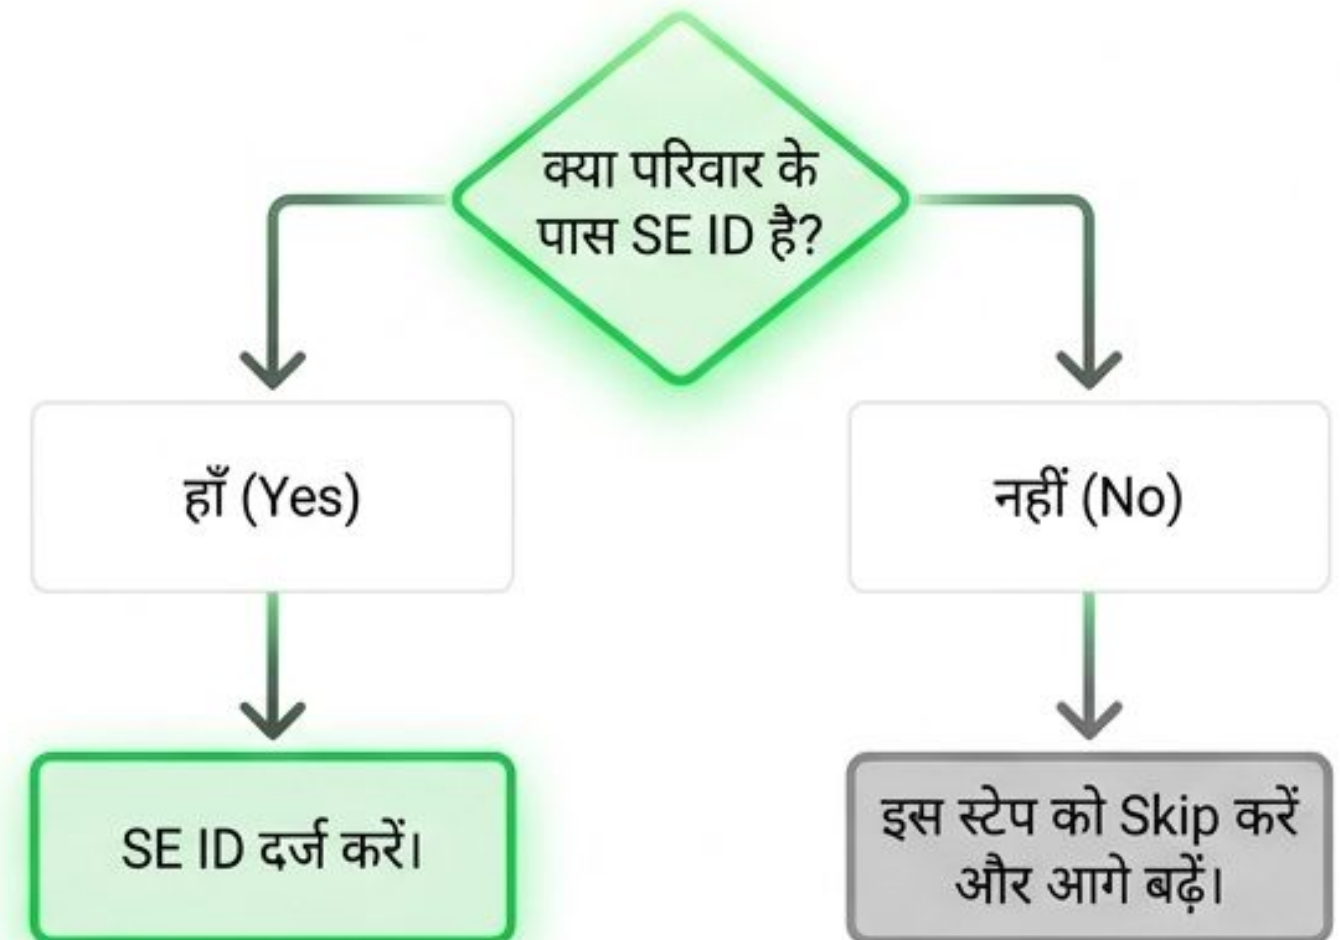 क्या परिवार के
पास SE ID है?
हाँ (Yes)
नहीं (No)
SE ID दर्ज करें।
इस स्टेप को Skip करें
और आगे बढ़ें।